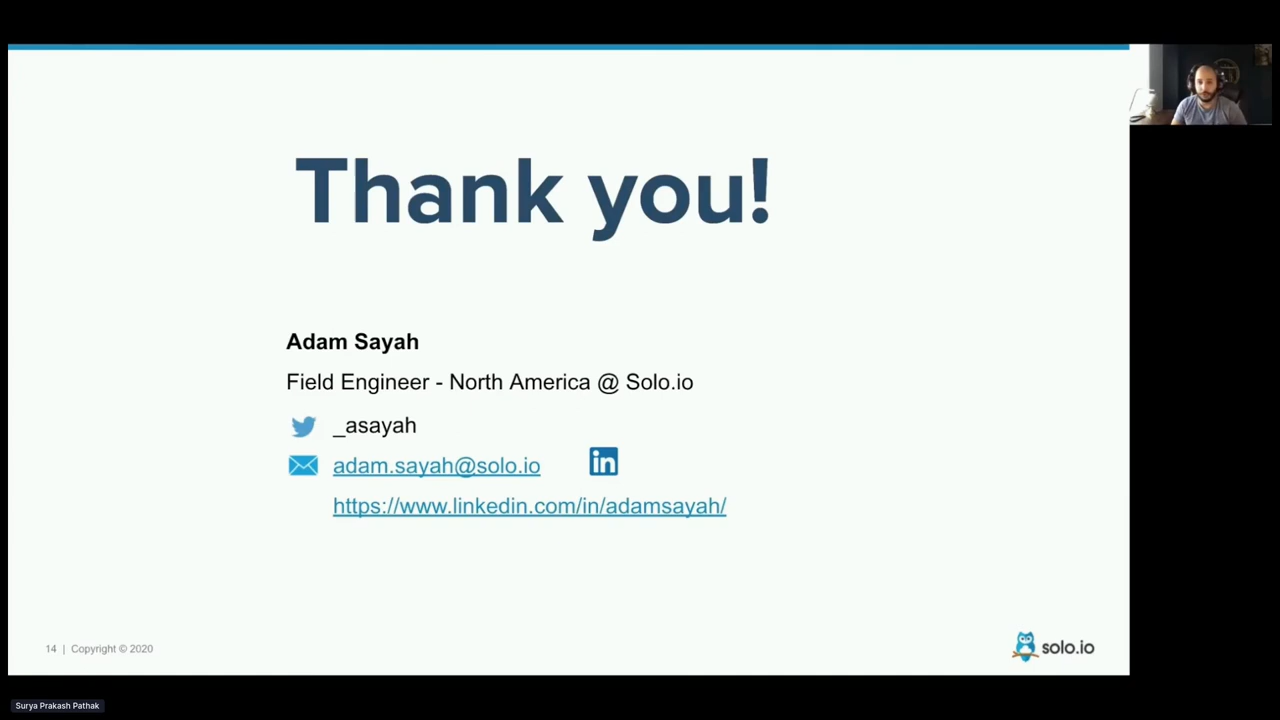 Thank you!
Adam Sayah
Field Engineer - North America @ Solo.io
_asayah
adam.sayah@solo.io
in
https://www.linkedin.com/in/adamsayah/
14 | Copyright © 2020
solo.io
Surya Prakash Pathak